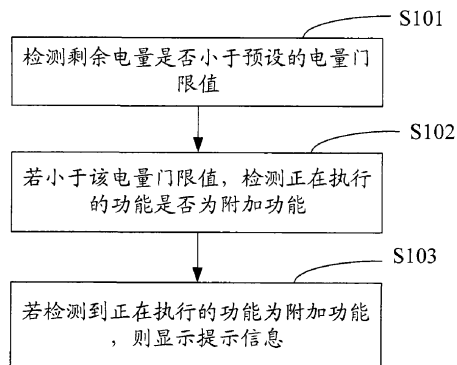 S101
检测剩余电量是否小于预设的电量门
限值
S102
若小于该电量门限值，检测正在执行
的功能是否为附加功能
S103
若检测到正在执行的功能为附加功能
，则显示提示信息